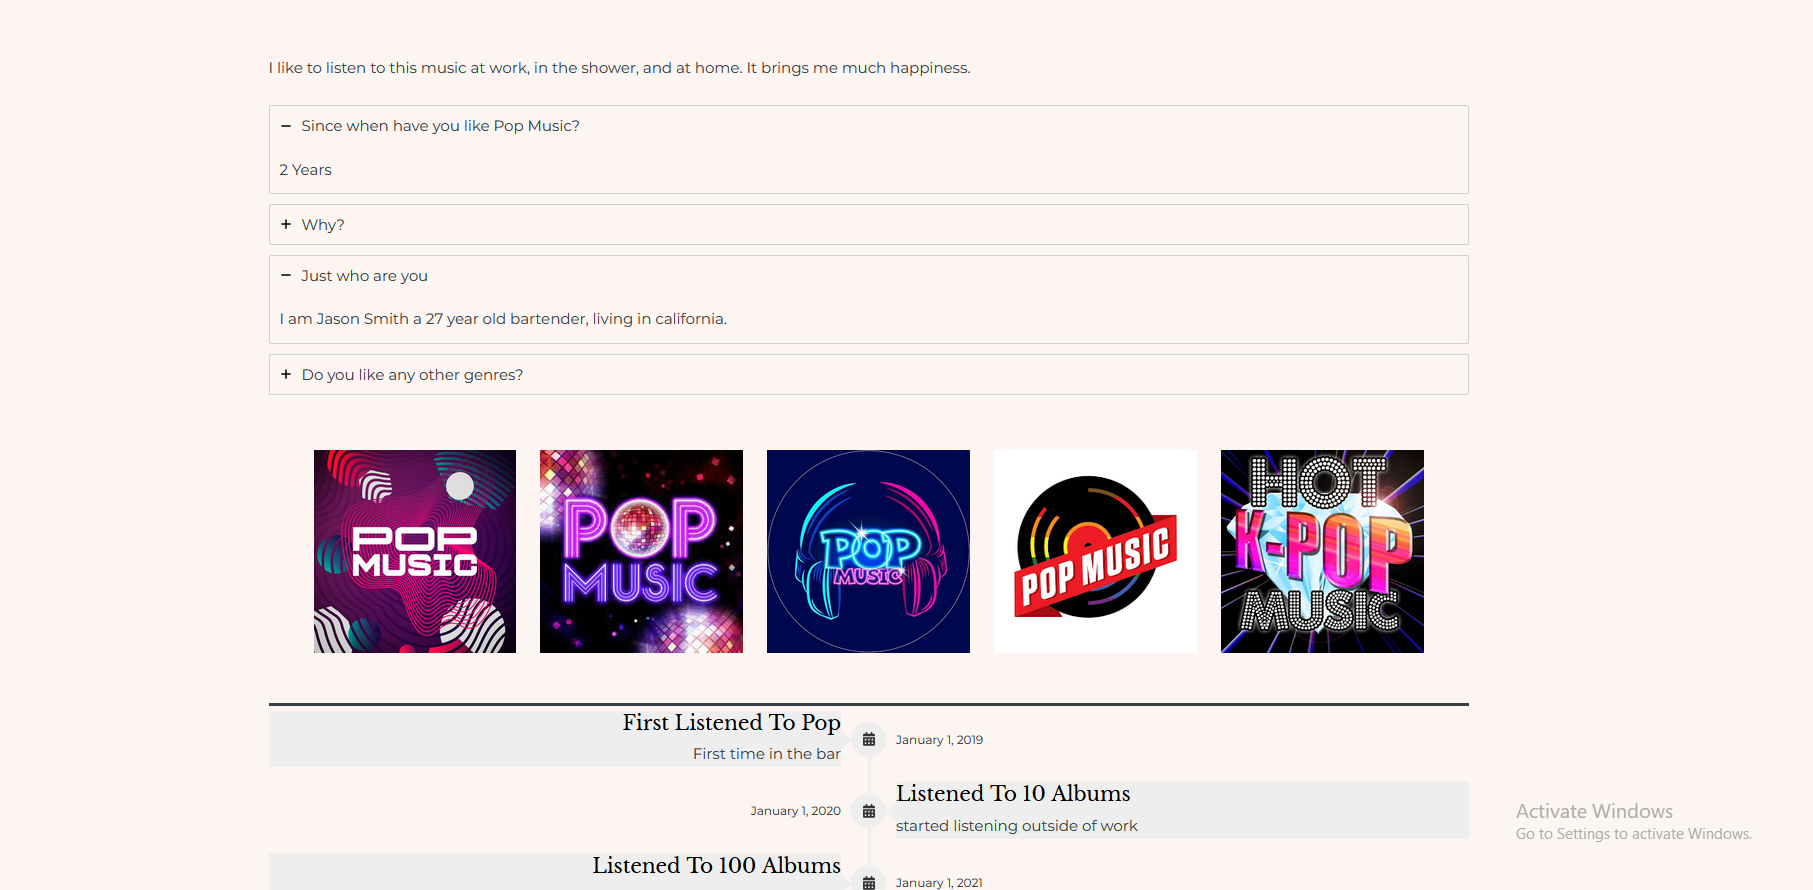 I like to listen to this music at work, in the shower, and at home. It brings me much happiness.
Since when have you like Pop Music?
2 Years
Why?
Just who are you
I am Jason Smith a 27 year old bartender, living in california.
Do you like any other genres?
POP
MUSIC
POP
MUSIC
POP
MUSIC
POP MUSIC
HOT
K-POP
MUSIC
First Listened To Pop
First time in the bar
January 1, 2019
January 1, 2020
Listened To 10 Albums
started listening outside of work
Listened To 100 Albums
January 1, 2021
Activate Windows
Go to Settings to activate Windows.